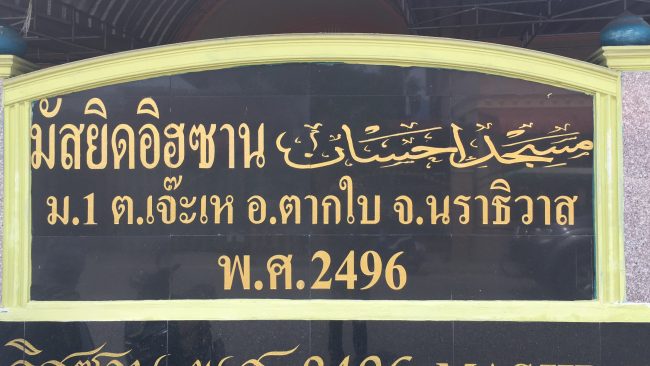 มัสยิดอิฮซาน مسجد احسان
ม.1 ต.เจ๊ะเห อ.ตากใบ จ.นราธิวาส
พ.ศ.2496